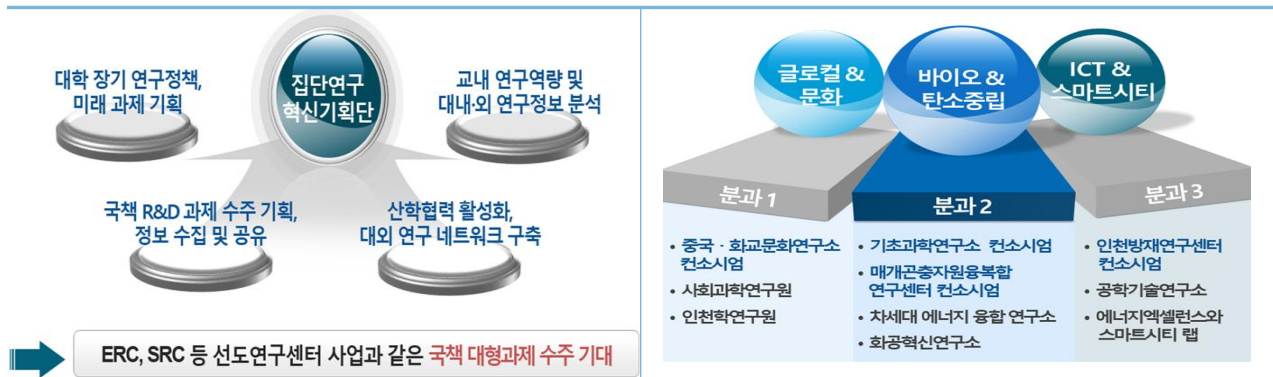 대학 장기 연구정책,
미래 과제 기획
집단연구
혁신기획단
교내 연구역량 및
대내·외 연구정보 분석
국책 R&D 과제 수주 기획,
정보 수집 및 공유
산학협력 활성화,
대외 연구 네트워크 구축
ERC, SRC 등 선도연구센터 사업과 같은 국책 대형과제 수주 기대
글로컬 &
문화
바이오 &
탄소중립
ICT &
스마트시티
분과 1
분과 2
분과 3
• 중국 · 화교문화연구소
컨소시엄
• 사회과학연구원
• 인천학연구원
• 기초과학연구소 컨소시엄
• 매개곤충자원융복합
연구센터 컨소시엄
• 차세대 에너지 융합 연구소
• 화공혁신연구소
• 인천방재연구센터
컨소시엄
• 공학기술연구소
• 에너지엑셀런스와
스마트시티 랩